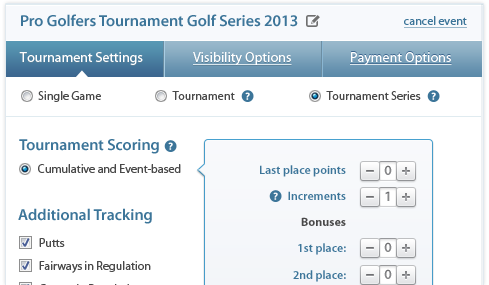 Pro Golfers Tournament Golf Series 2013
cancel event
Tournament Settings
Visibility Options
Payment Options
Single Game
Tournament ?
Tournament Series ?
Tournament Scoring ?
Cumulative and Event-based
Last place points
− 0 +
? Increments
− 1 +
Bonuses
1st place:
− 0 +
2nd place:
− 0 +
Additional Tracking
Putts
Fairways in Regulation